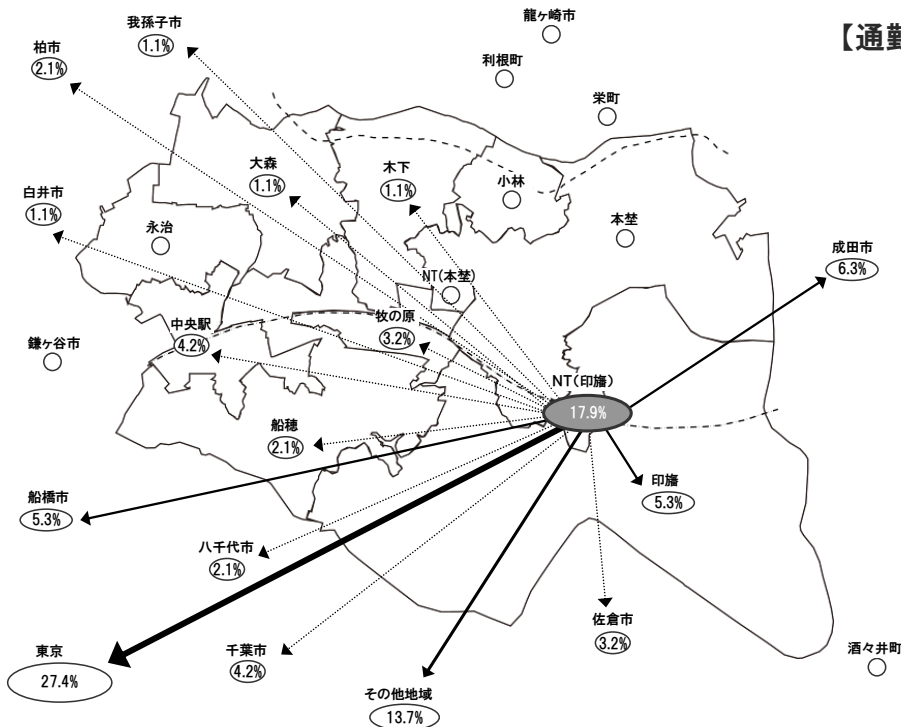 龍ヶ崎市
【通勤
我孫子市
1.1%
柏市
2.1%
利根町
栄町
大森
1.1%
木下
1.1%
小林
白井市
1.1%
永治
本埜
成田市
6.3%
NT(本埜)
中央駅
4.2%
牧の原
3.2%
鎌ヶ谷市
NT(印旛)
17.9%
船穂
2.1%
船橋市
5.3%
印旛
5.3%
八千代市
2.1%
佐倉市
3.2%
東京
27.4%
千葉市
4.2%
酒々井町
その他地域
13.7%